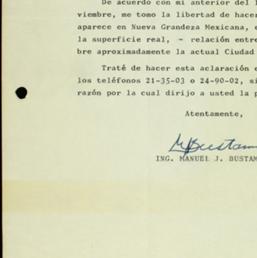 De acuerdo con mi anterior del
viembre, me tomo la libertad de hacer
aparece en Nueva Grandeza Mexicana, e
la superficie real, - relación entre
bre aproximadamente la actual Ciudad
Traté de hacer esta aclaración e
los teléfonos 21-35-03 o 24-90-02, si
razón por la cual dirijo a usted la p
Atentamente,
MJBustam
ING. MANUEL J. BUSTAM